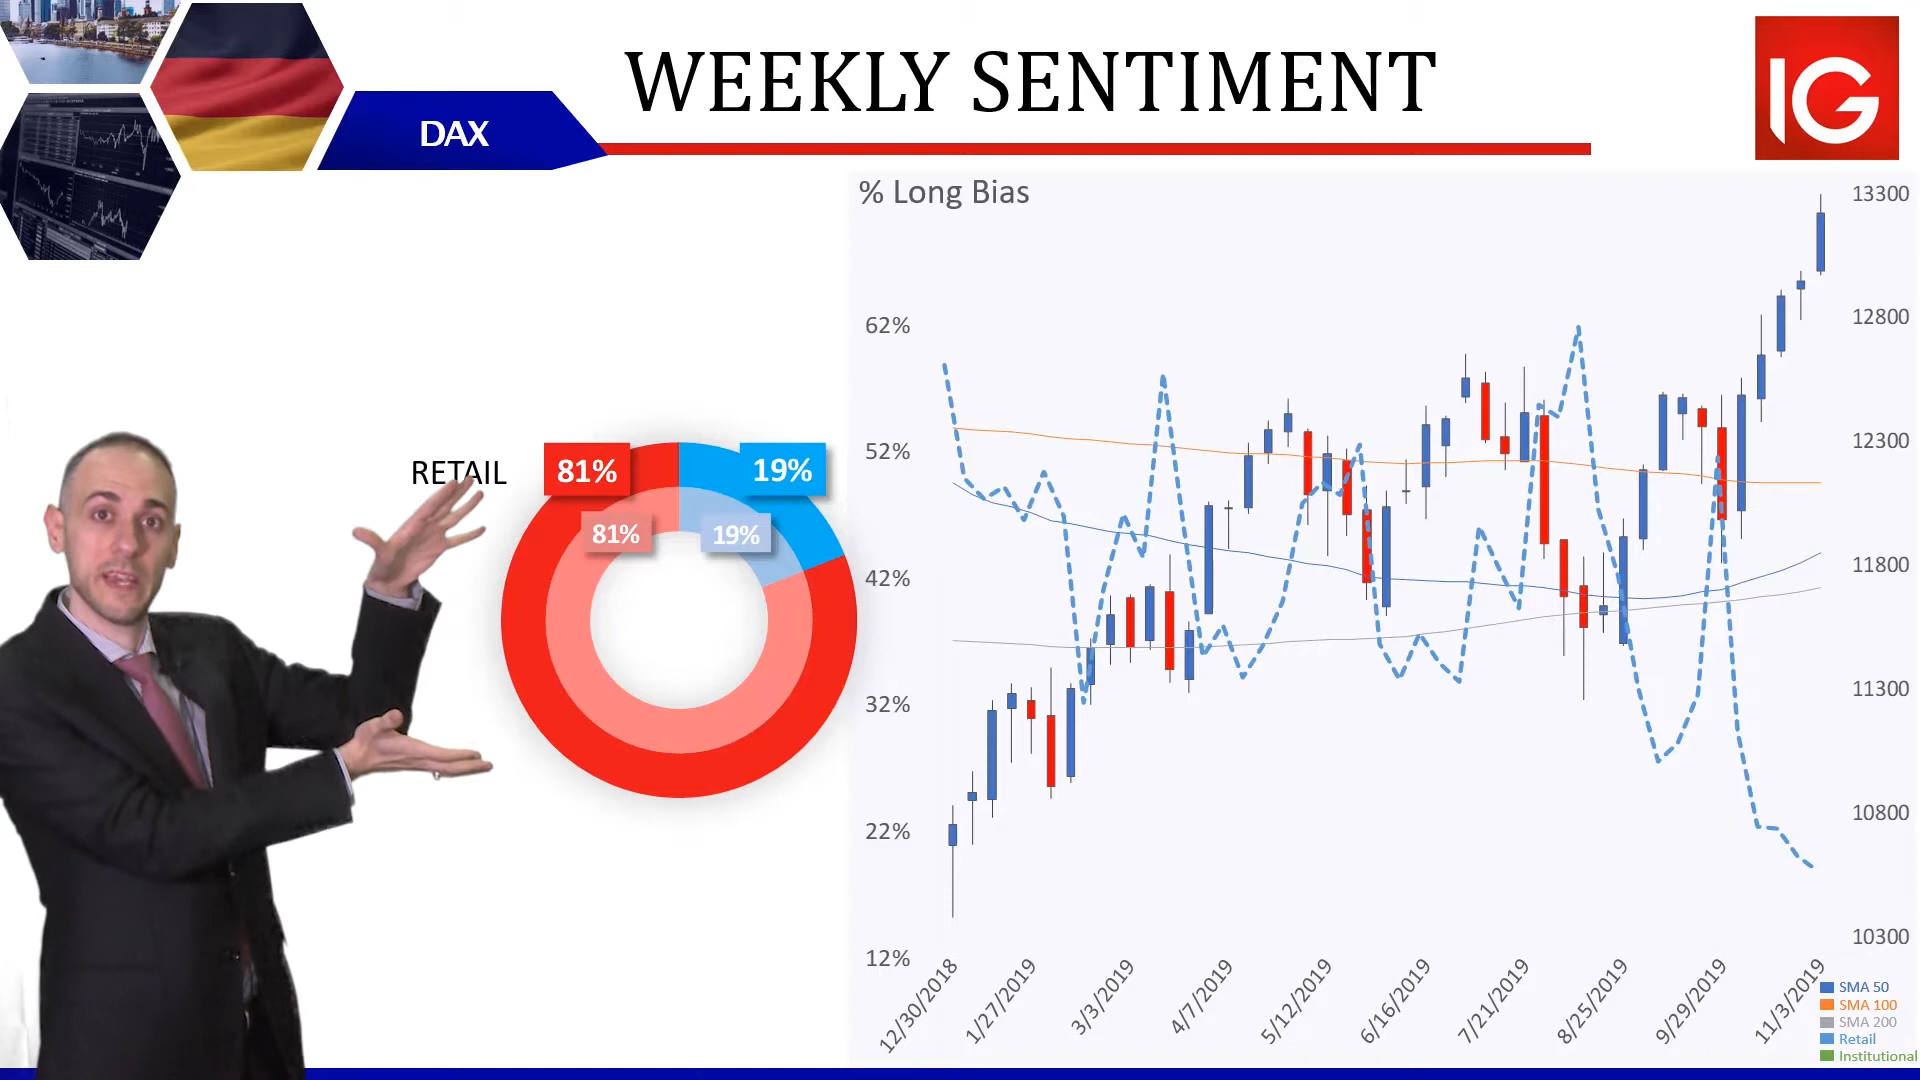 WEEKLY SENTIMENT
IG
DAX
% Long Bias
13300
12800
12300
11800
11300
10800
10300
62%
52%
42%
32%
22%
12%
RETAIL
81%
19%
81%
19%
12/30/2018
1/27/2019
3/3/2019
4/7/2019
5/12/2019
6/16/2019
7/21/2019
8/25/2019
9/29/2019
11/3/2019
SMA 50
SMA 100
SMA 200
Retail
Institutional